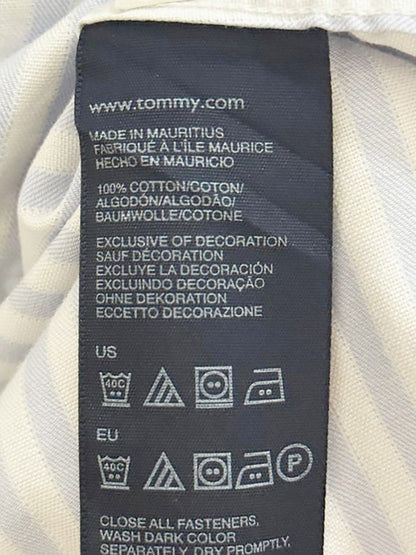 www.tommy.com
MADE IN MAURITIUS
FABRIQUÉ À L'ÎLE MAURICE
HECHO EN MAURICIO
100% COTTON/COTON/
ALGODÓN/ALGODÃO/
BAUMWOLLE/COTONE
EXCLUSIVE OF DECORATION
SAUF DÉCORATION
EXCLUYE LA DECORACIÓN
EXCLUINDO DECORAÇÃO
OHNE DEKORATION
ECCETTO DECORAZIONE
US
40C
EU
40C P
CLOSE ALL FASTENERS,
WASH DARK COLOR
SEPARATELY, DRY PROMPTLY,